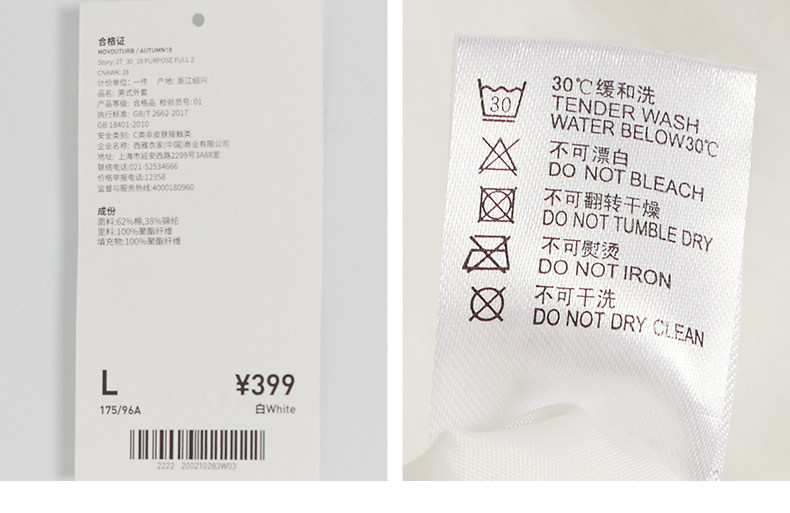 合格证
MOVOUTURB / AUTUMN18
Story: 2T_30_18 PURPOSE FULL 2
CNAWK: 28
计价单位: 一件 产地: 浙江绍兴
品名: 男式外套
产品等级: 合格品 检验员号: 01
执行标准: GB/T 2662-2017
GB 18401-2010
安全类别: C类非皮肤接触类
企业名称: 西雅衣家(中国)商业有限公司
地址: 上海市延安西路2299号3A88室
联络电话:021-52534666
价格举报电话:12358
监督与服务热线:4000180960
成份
面料:62%棉,38%锦纶
里料:100%聚酯纤维
填充物:100%聚酯纤维
L
¥399
175/96A
白White
2222 200210283W03
30
30℃缓和洗
TENDER WASH
WATER BELOW30℃
不可漂白
DO NOT BLEACH
不可翻转干燥
DO NOT TUMBLE DRY
不可熨烫
DO NOT IRON
不可干洗
DO NOT DRY CLEAN